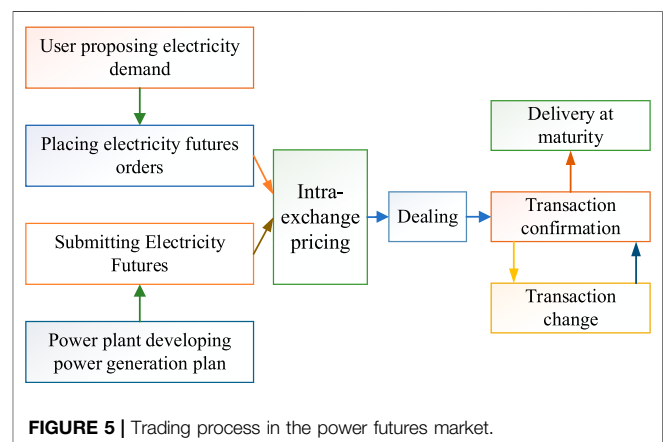 User proposing electricity
demand
Placing electricity futures
orders
Submitting Electricity
Futures
Power plant developing
power generation plan
Intra-
exchange
pricing
Dealing
Delivery at
maturity
Transaction
confirmation
Transaction
change
FIGURE 5 | Trading process in the power futures market.